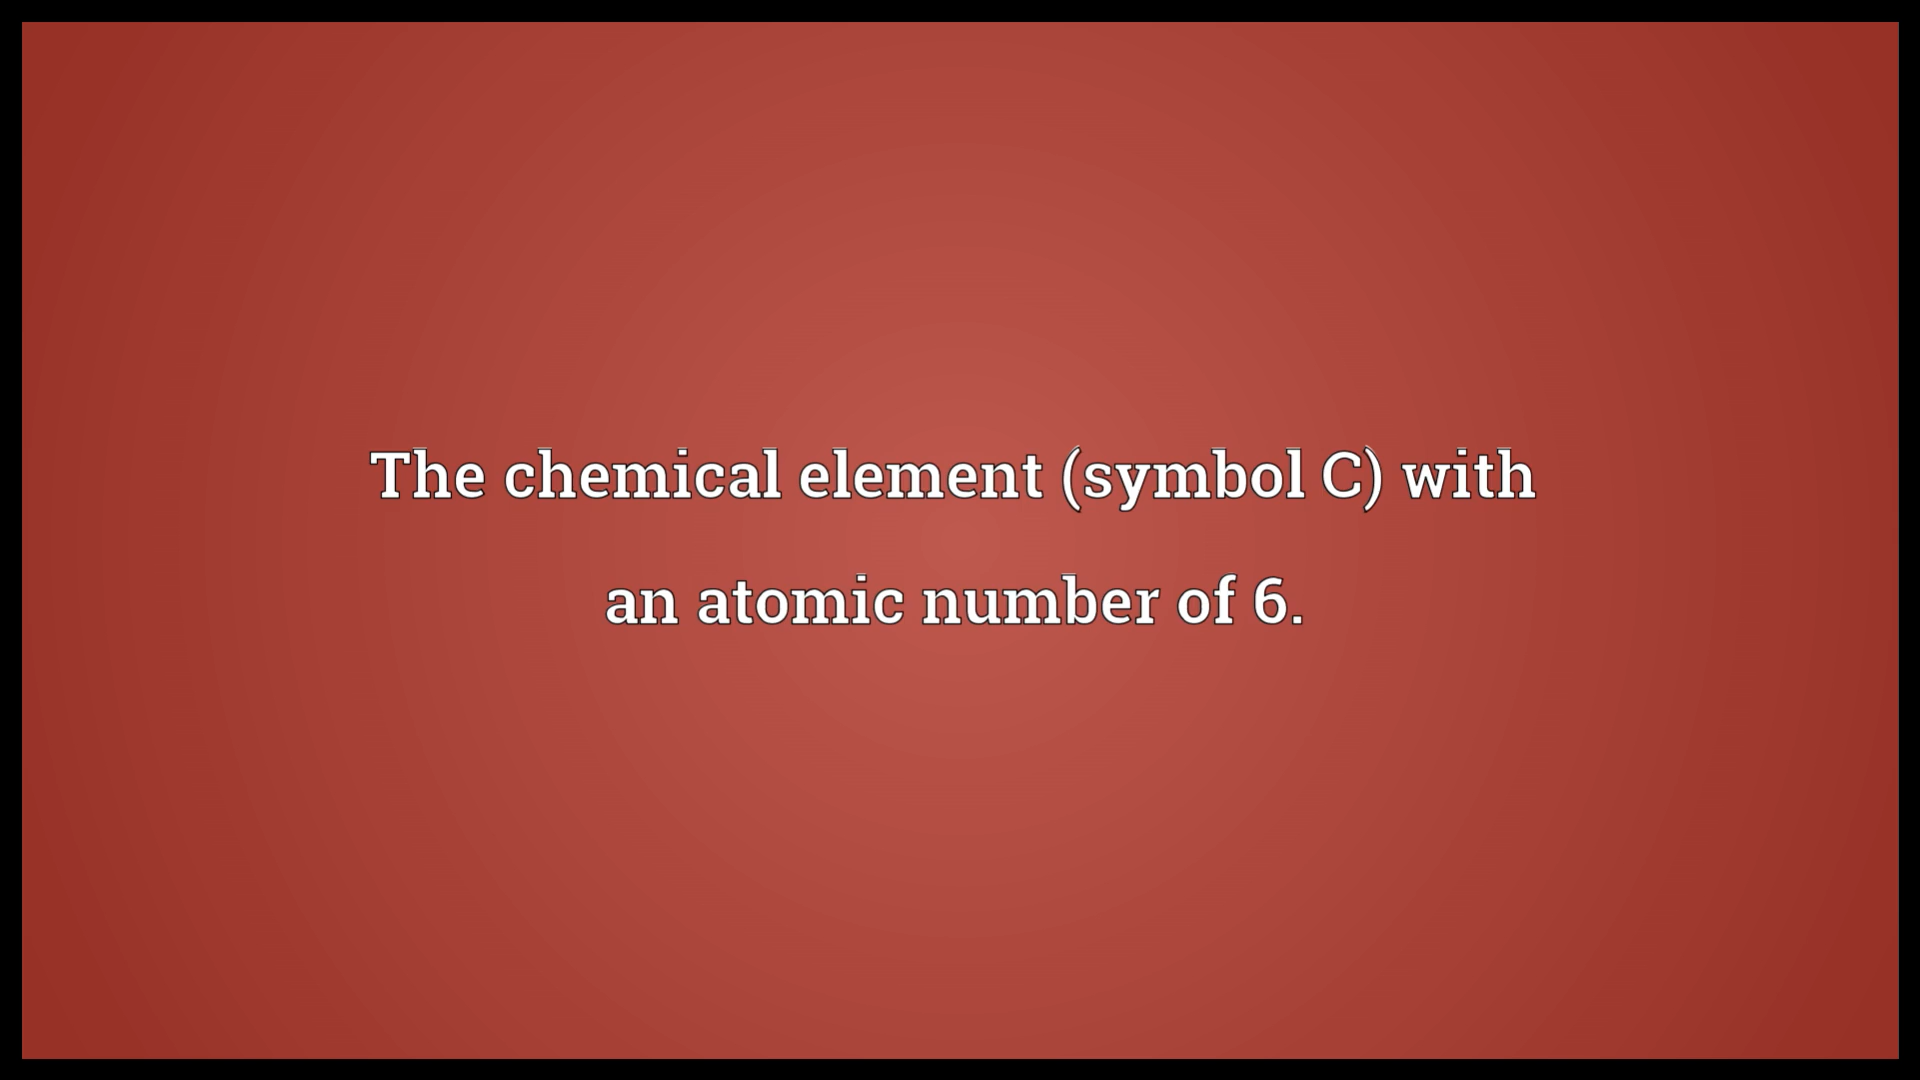 The chemical element (symbol C) with
an atomic number of 6.